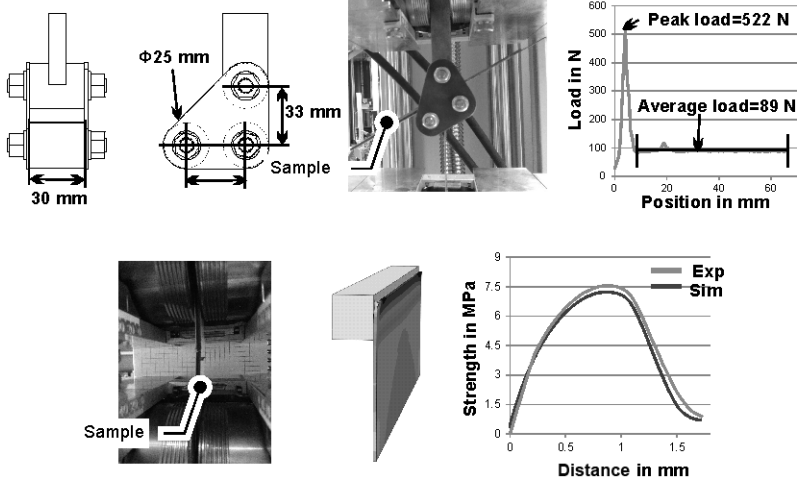 Φ25 mm
33 mm
Sample
30 mm
Load in N
600
500
400
300
200
100
0
Peak load=522 N
Average load=89 N
0 20 40 60
Position in mm
Sample
Strength in MPa
9
7.5
6
4.5
3
1.5
0
Exp
Sim
0 0.5 1 1.5
Distance in mm